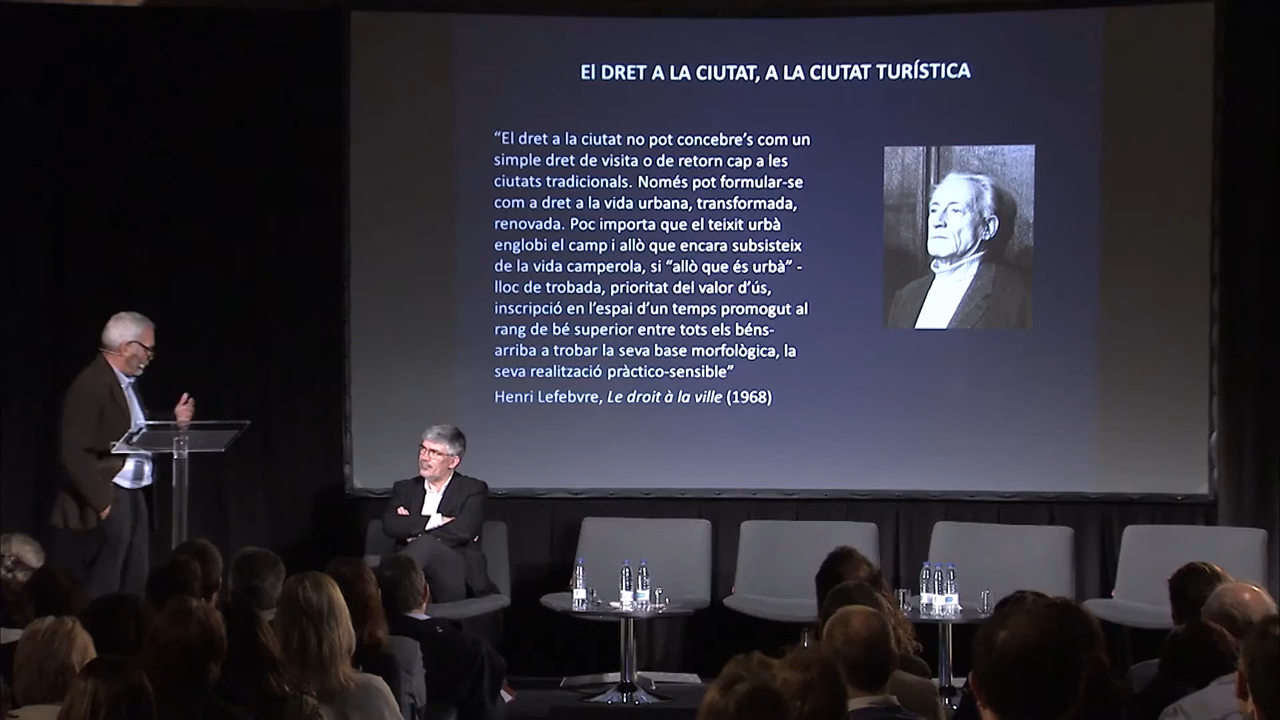 El DRET A LA CIUTAT, A LA CIUTAT TURÍSTICA
“El dret a la ciutat no pot concebre’s com un
simple dret de visita o de retorn cap a les
ciutats tradicionals. Només pot formular-se
com a dret a la vida urbana, transformada,
renovada. Poc importa que el teixit urbà
englobi el camp i allò que encara subsisteix
de la vida camperola, si “allò que és urbà” -
lloc de trobada, prioritat del valor d’ús,
inscripció en l’espai d’un temps promogut al
rang de bé superior entre tots els béns-
arriba a trobar la seva base morfològica, la
seva realització pràctico-sensible”
Henri Lefebvre, Le droit à la ville (1968)